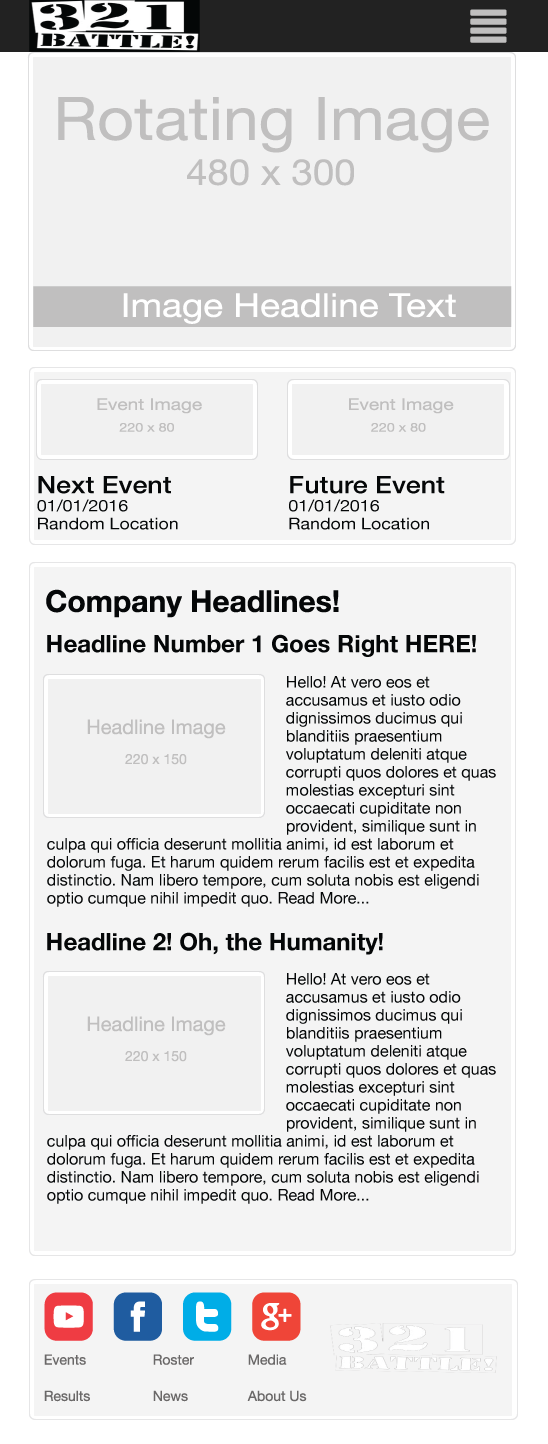 3 2 1
BATTLE!
Rotating Image
480 x 300
Image Headline Text
Event Image
220 x 80
Event Image
220 x 80
Next Event
01/01/2016
Random Location
Future Event
01/01/2016
Random Location
Company Headlines!
Headline Number 1 Goes Right HERE!
Headline Image
220 x 150
Hello! At vero eos et
accusamus et iusto odio
dignissimos ducimus qui
blanditiis praesentium
voluptatum deleniti atque
corrupti quos dolores et quas
molestias excepturi sint
occaecati cupiditate non
provident, similique sunt in
culpa qui officia deserunt mollitia animi, id est laborum et
dolorum fuga. Et harum quidem rerum facilis est et expedita
distinctio. Nam libero tempore, cum soluta nobis est eligendi
optio cumque nihil impedit quo. Read More...
Headline 2! Oh, the Humanity!
Headline Image
220 x 150
Hello! At vero eos et
accusamus et iusto odio
dignissimos ducimus qui
blanditiis praesentium
voluptatum deleniti atque
corrupti quos dolores et quas
molestias excepturi sint
occaecati cupiditate non
provident, similique sunt in
culpa qui officia deserunt mollitia animi, id est laborum et
dolorum fuga. Et harum quidem rerum facilis est et expedita
distinctio. Nam libero tempore, cum soluta nobis est eligendi
optio cumque nihil impedit quo. Read More...
f t g+
3 2 1
BATTLE!
Events Roster Media
Results News About Us